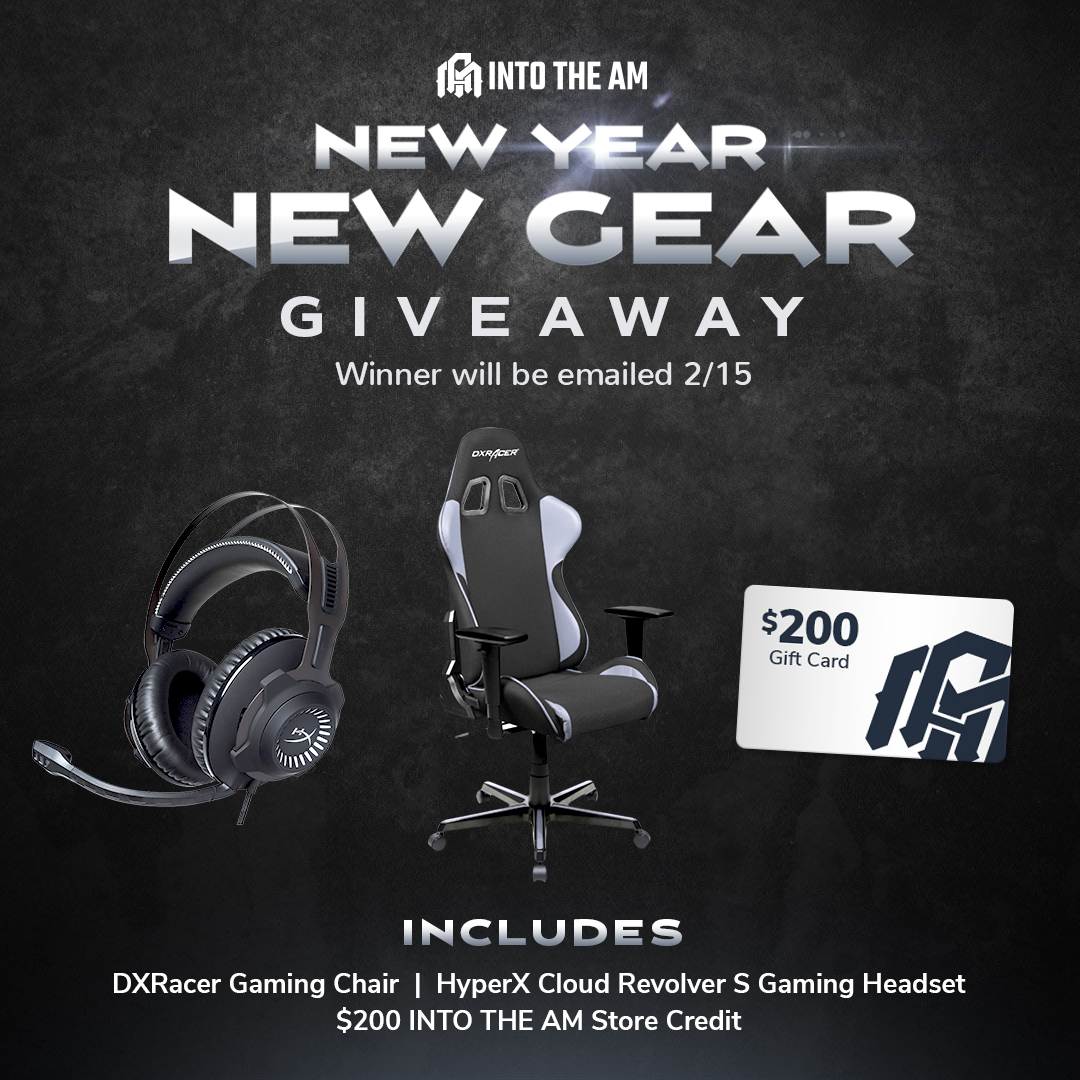 INTO THE AM
NEW YEAR
NEW GEAR
GIVEAWAY
Winner will be emailed 2/15
DXRACER
HX
$200
Gift Card
INCLUDES
DXRacer Gaming Chair | HyperX Cloud Revolver S Gaming Headset
$200 INTO THE AM Store Credit